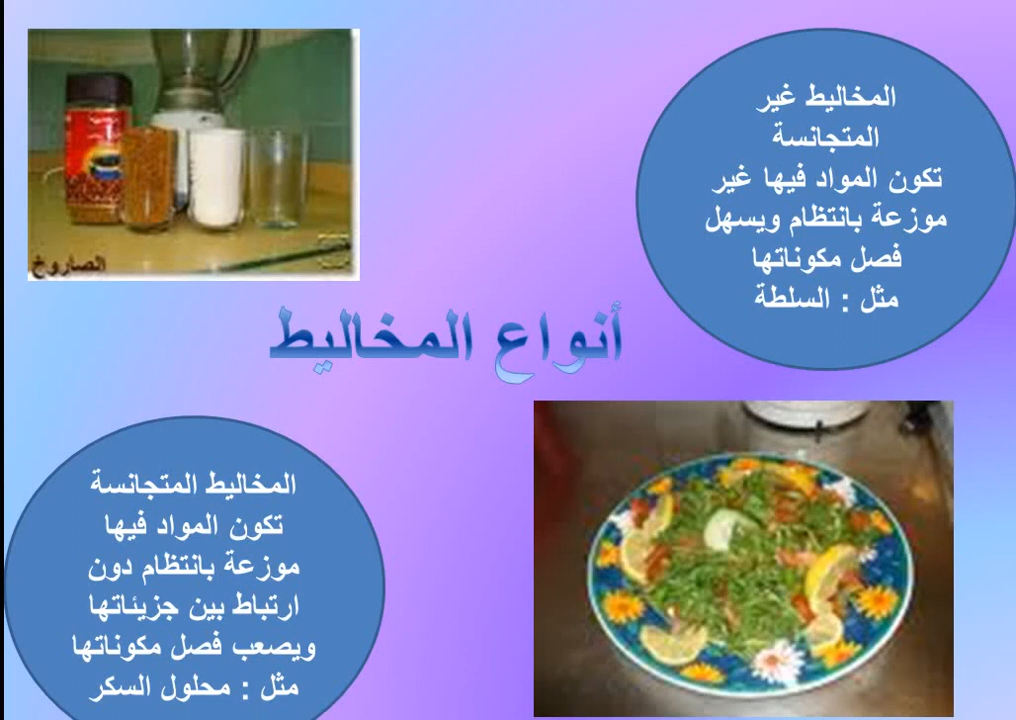 المخاليط غير
المتجانسة
تكون المواد فيها غير
موزعة بانتظام ويسهل
فصل مكوناتها
مثل : السلطة
أنواع المخاليط
المخاليط المتجانسة
تكون المواد فيها
موزعة بانتظام دون
ارتباط بين جزيئاتها
ويصعب فصل مكوناتها
مثل : محلول السكر
الصاروخ